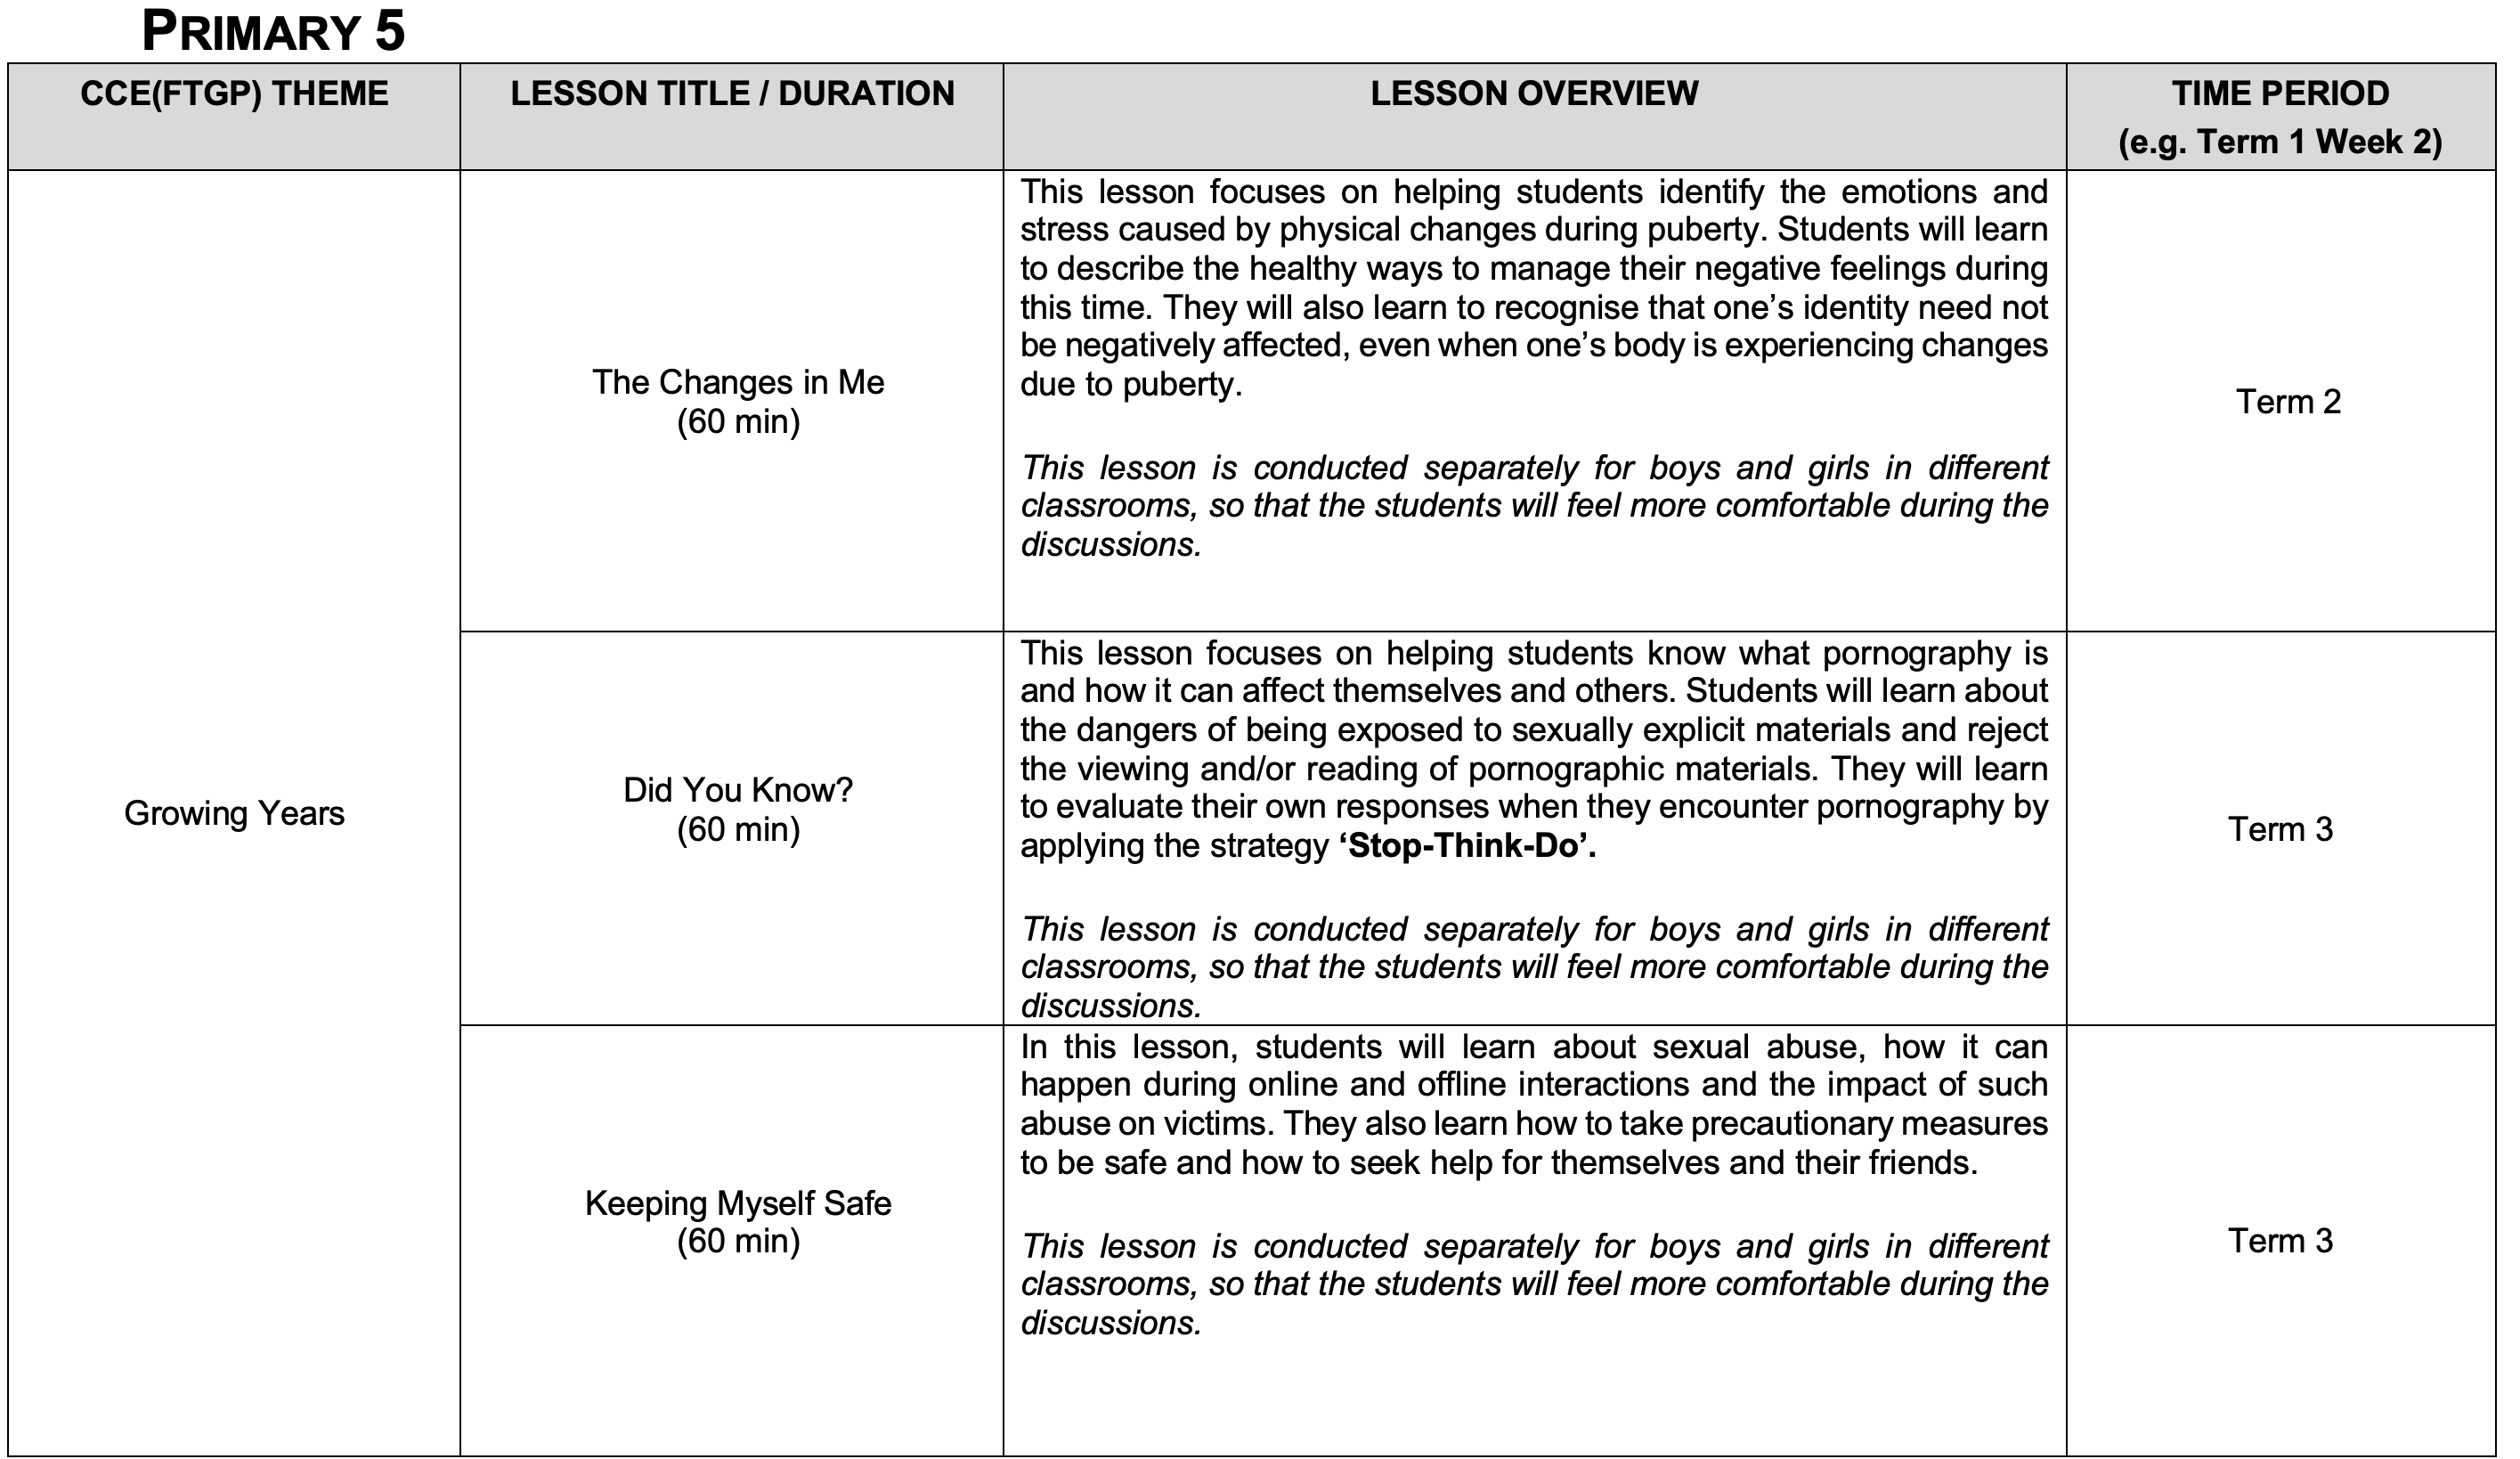 PRIMARY 5
CCE(FTGP) THEME
LESSON TITLE / DURATION
LESSON OVERVIEW
TIME PERIOD
(e.g. Term 1 Week 2)
Growing Years
The Changes in Me
(60 min)
This lesson focuses on helping students identify the emotions and
stress caused by physical changes during puberty. Students will learn
to describe the healthy ways to manage their negative feelings during
this time. They will also learn to recognise that one’s identity need not
be negatively affected, even when one’s body is experiencing changes
due to puberty.
This lesson is conducted separately for boys and girls in different
classrooms, so that the students will feel more comfortable during the
discussions.
Term 2
Did You Know?
(60 min)
This lesson focuses on helping students know what pornography is
and how it can affect themselves and others. Students will learn about
the dangers of being exposed to sexually explicit materials and reject
the viewing and/or reading of pornographic materials. They will learn
to evaluate their own responses when they encounter pornography by
applying the strategy ‘Stop-Think-Do’.
This lesson is conducted separately for boys and girls in different
classrooms, so that the students will feel more comfortable during the
discussions.
Term 3
Keeping Myself Safe
(60 min)
In this lesson, students will learn about sexual abuse, how it can
happen during online and offline interactions and the impact of such
abuse on victims. They also learn how to take precautionary measures
to be safe and how to seek help for themselves and their friends.
This lesson is conducted separately for boys and girls in different
classrooms, so that the students will feel more comfortable during the
discussions.
Term 3